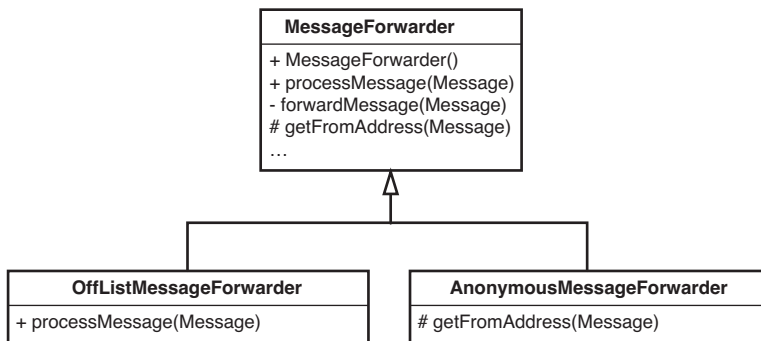 MessageForwarder
+ MessageForwarder()
+ processMessage(Message)
- forwardMessage(Message)
# getFromAddress(Message)
…
OffListMessageForwarder
+ processMessage(Message)
AnonymousMessageForwarder
# getFromAddress(Message)